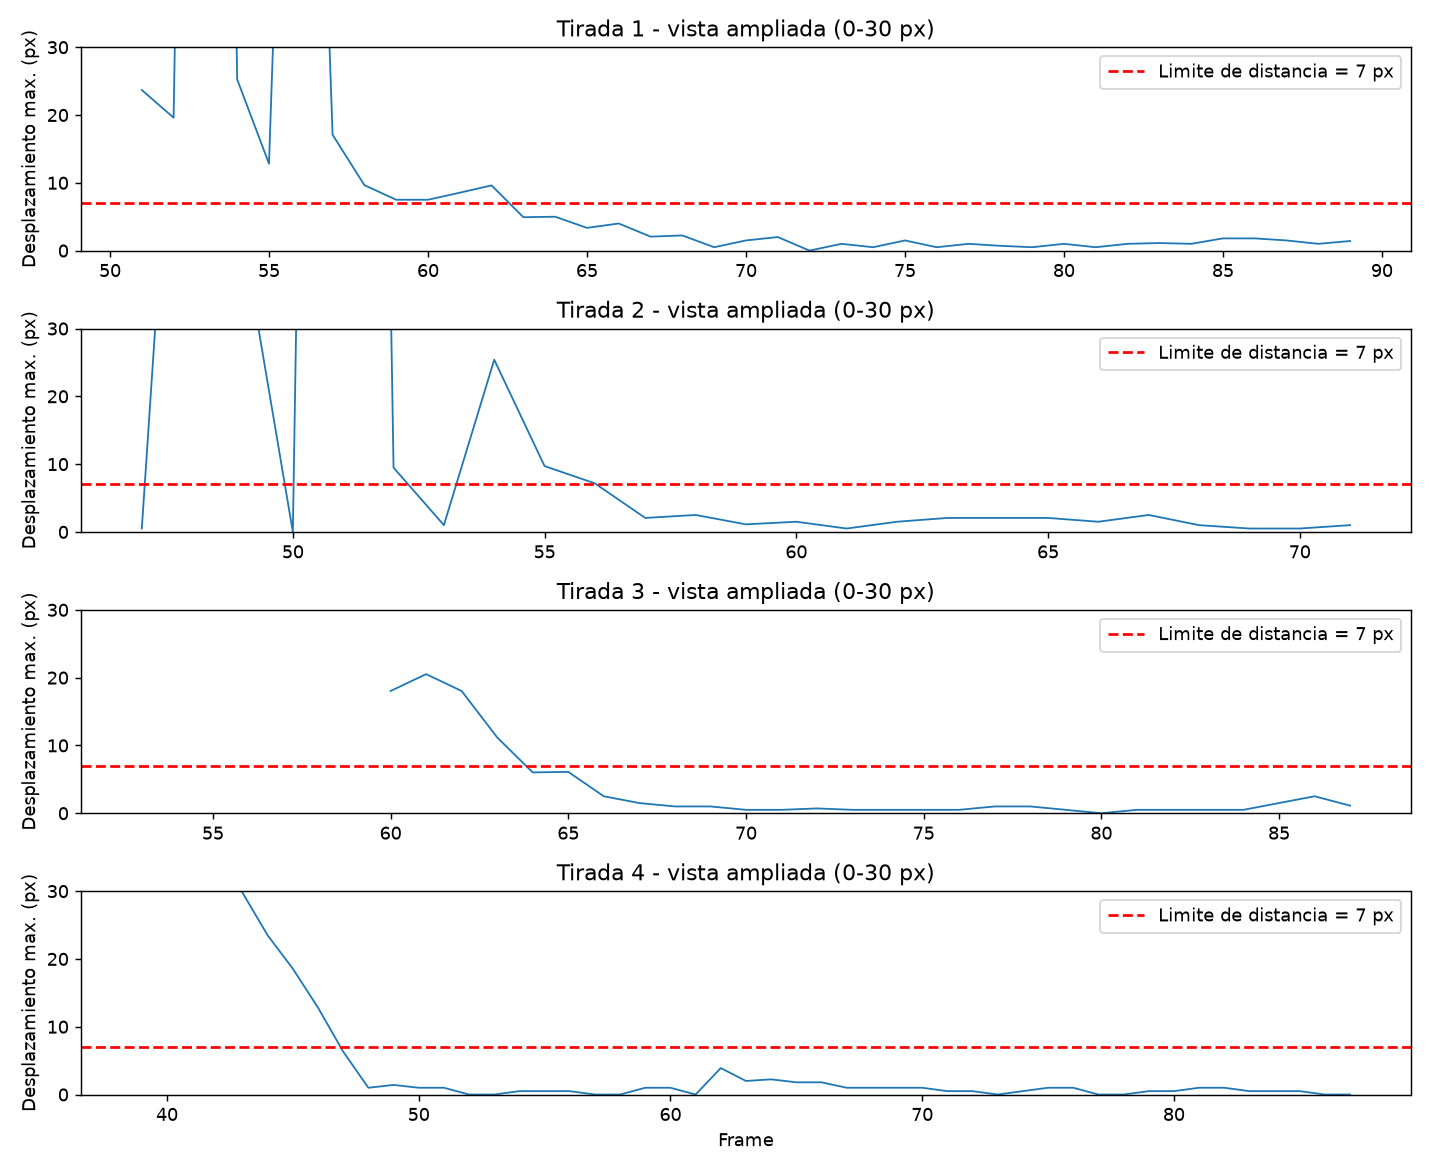 Tirada 1 - vista ampliada (0-30 px)
Desplazamiento max. (px)
30
20
10
0
Limite de distancia = 7 px
50 55 60 65 70 75 80 85 90
Tirada 2 - vista ampliada (0-30 px)
Desplazamiento max. (px)
30
20
10
0
Limite de distancia = 7 px
50 55 60 65 70
Tirada 3 - vista ampliada (0-30 px)
Desplazamiento max. (px)
30
20
10
0
Limite de distancia = 7 px
55 60 65 70 75 80 85
Tirada 4 - vista ampliada (0-30 px)
Desplazamiento max. (px)
30
20
10
0
Limite de distancia = 7 px
40 50 60 70 80
Frame